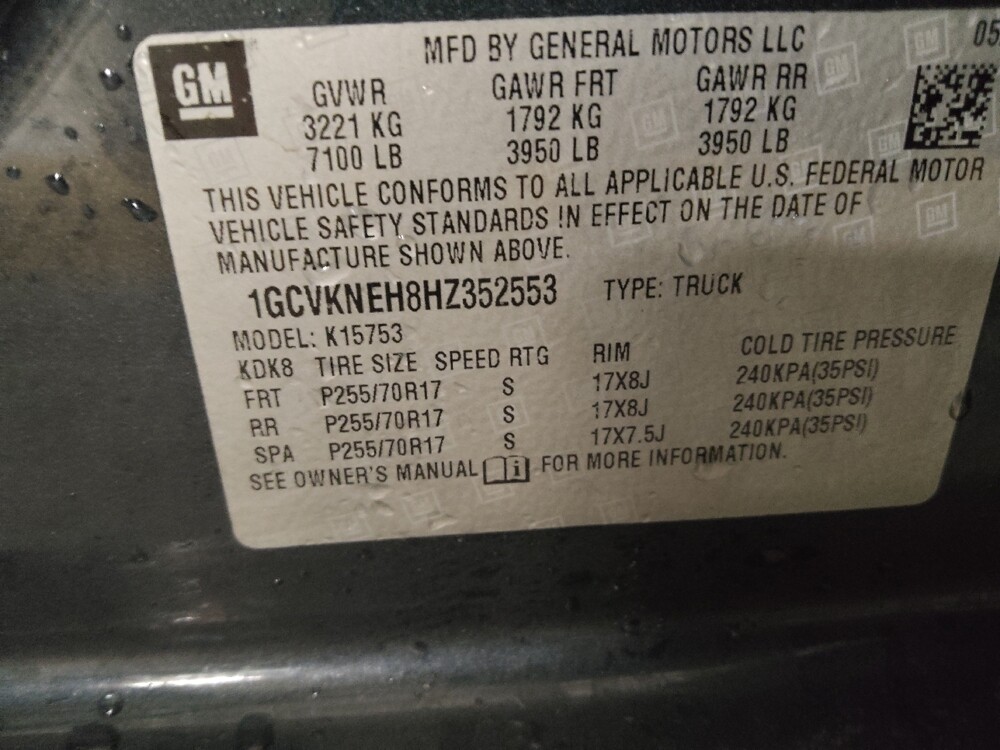 GM
MFD BY GENERAL MOTORS LLC
05
GVWR GAWR FRT GAWR RR
3221 KG 1792 KG 1792 KG
7100 LB 3950 LB 3950 LB
THIS VEHICLE CONFORMS TO ALL APPLICABLE U.S. FEDERAL MOTOR
VEHICLE SAFETY STANDARDS IN EFFECT ON THE DATE OF
MANUFACTURE SHOWN ABOVE.
1GCVKNEH8HZ352553 TYPE: TRUCK
MODEL: K15753
KDK8 TIRE SIZE SPEED RTG RIM COLD TIRE PRESSURE
FRT P255/70R17 S 17X8J 240KPA(35PSI)
RR P255/70R17 S 17X8J 240KPA(35PSI)
SPA P255/70R17 S 17X7.5J 240KPA(35PSI)
SEE OWNER'S MANUAL i FOR MORE INFORMATION.